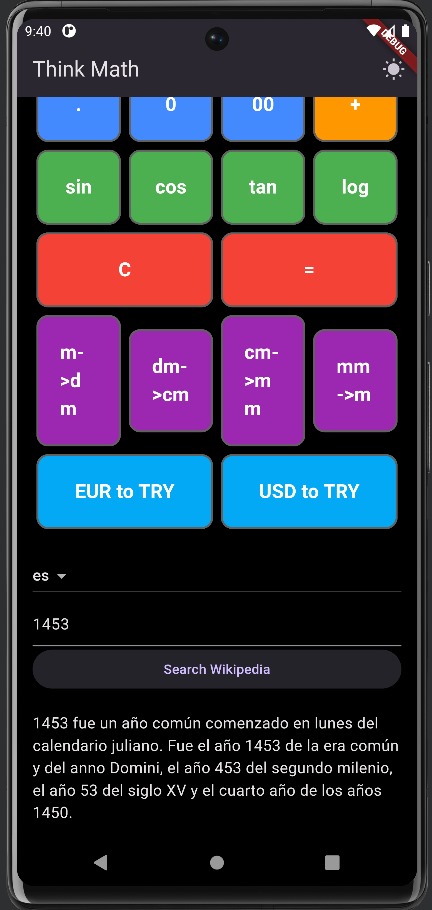 9:40
DEBUG
Think Math
. 0 00 +
sin cos tan log
C =
m-
>d
m
dm-
>cm
cm-
>m
m
mm
->m
EUR to TRY USD to TRY
es
1453
Search Wikipedia
1453 fue un año común comenzado en lunes del
calendario juliano. Fue el año 1453 de la era común
y del anno Domini, el año 453 del segundo milenio,
el año 53 del siglo XV y el cuarto año de los años
1450.